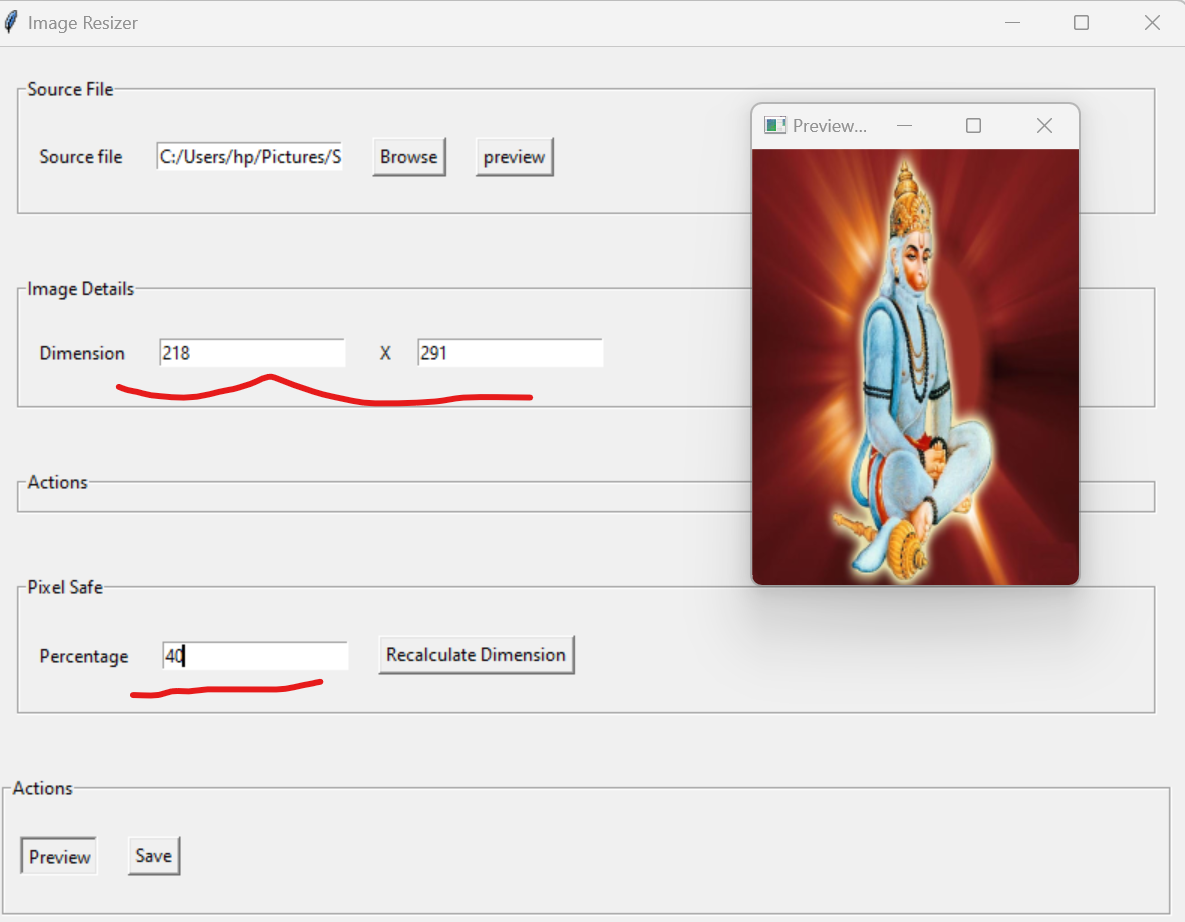 Image Resizer
Source File
Source file C:/Users/hp/Pictures/S Browse preview
Preview...
Image Details
Dimension 218 X 291
Actions
Pixel Safe
Percentage 40 Recalculate Dimension
Actions
Preview Save